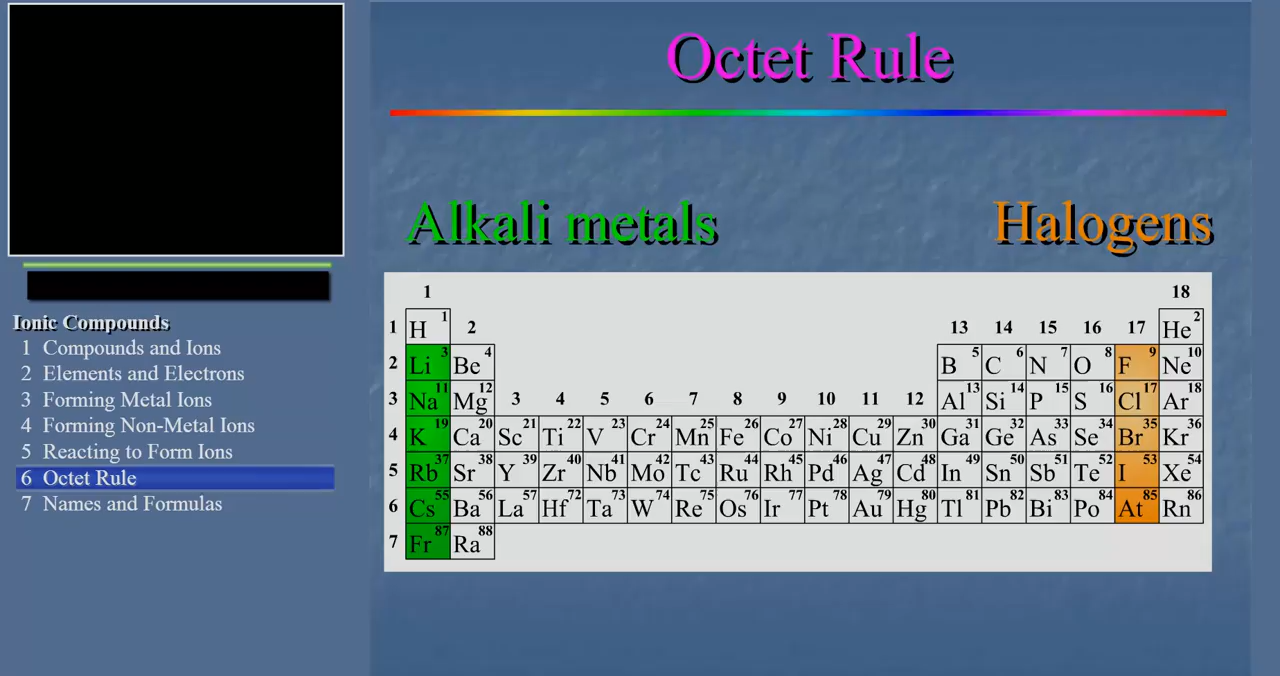 Octet Rule
Alkali metals Halogens
Ionic Compounds
1 Compounds and Ions
2 Elements and Electrons
3 Forming Metal Ions
4 Forming Non-Metal Ions
5 Reacting to Form Ions
6 Octet Rule
7 Names and Formulas
1 18
1 H 1 2 13 14 15 16 17 He 2
2 Li 3 Be 4 B 5 C 6 N 7 O 8 F 9 Ne 10
3 Na 11 Mg 12 3 4 5 6 7 8 9 10 11 12 Al 13 Si 14 P 15 S 16 Cl 17 Ar 18
4 K 19 Ca 20 Sc 21 Ti 22 V 23 Cr 24 Mn 25 Fe 26 Co 27 Ni 28 Cu 29 Zn 30 Ga 31 Ge 32 As 33 Se 34 Br 35 Kr 36
5 Rb 37 Sr 38 Y 39 Zr 40 Nb 41 Mo 42 Tc 43 Ru 44 Rh 45 Pd 46 Ag 47 Cd 48 In 49 Sn 50 Sb 51 Te 52 I 53 Xe 54
6 Cs 55 Ba 56 La 57 Hf 72 Ta 73 W 74 Re 75 Os 76 Ir 77 Pt 78 Au 79 Hg 80 Tl 81 Pb 82 Bi 83 Po 84 At 85 Rn 86
7 Fr 87 Ra 88